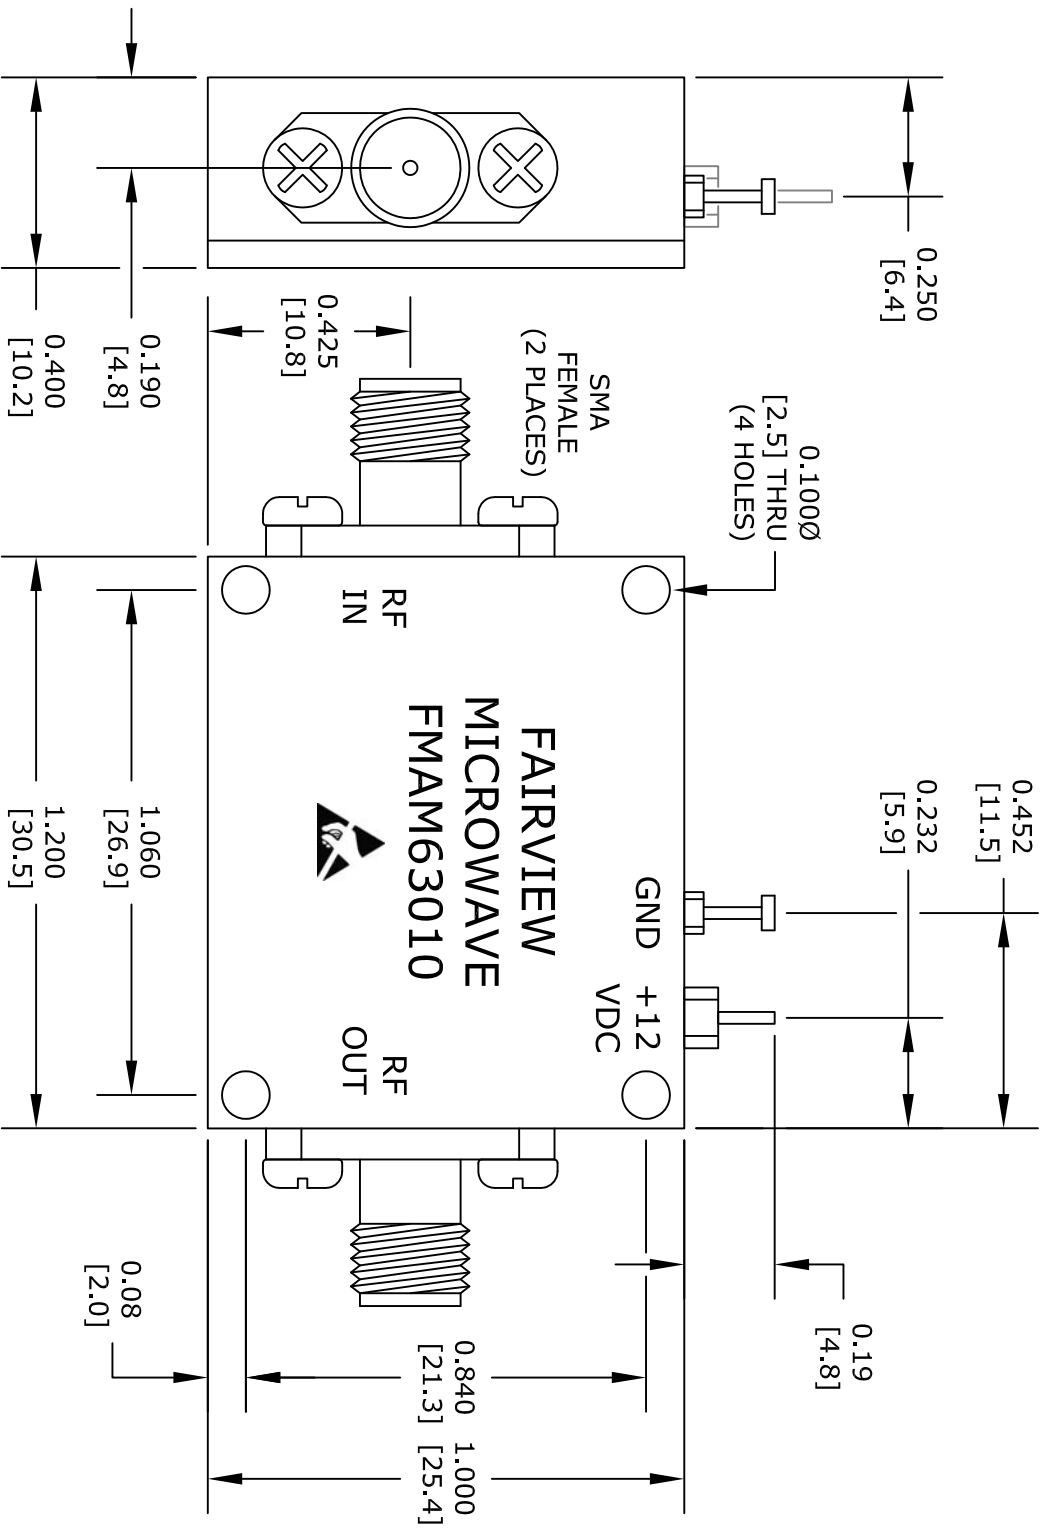 0.452
[11.5]
0.232
[5.9]
0.250
[6.4]
0.19
[4.8]
0.100Ø
[2.5] THRU
(4 HOLES)
SMA
FEMALE
(2 PLACES)
GND
+12
VDC
FAIRVIEW
MICROWAVE
FMAM63010
RF
IN
RF
OUT
0.425
[10.8]
0.840
[21.3]
1.000
[25.4]
0.190
[4.8]
1.060
[26.9]
0.08
[2.0]
0.400
[10.2]
1.200
[30.5]